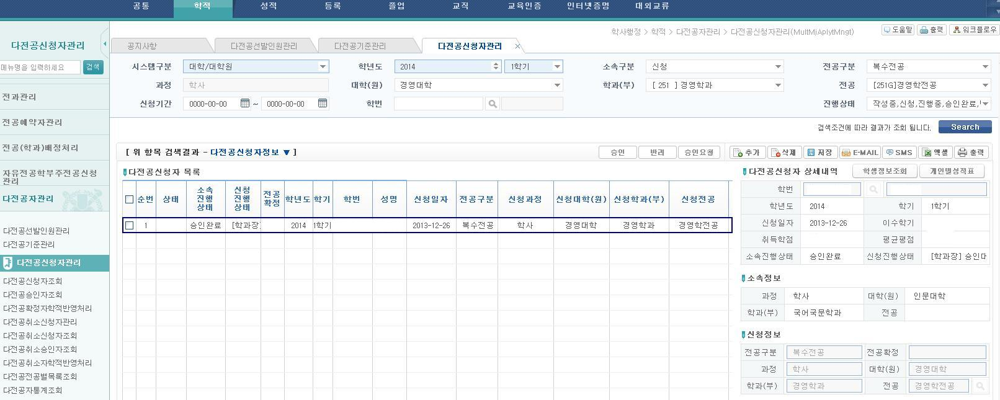 공통 학적 성적 등록 졸업 교직 교육인증 인터넷증명 대외교류
학사행정 > 학적 > 다전공자관리 > 다전공신청자관리(MultMjAplytMngt)
도움말 출력 워크플로우
다전공신청자관리
메뉴명을 입력하세요 검색
전과관리
전공예약자관리
전공(학과)배정처리
자유전공학부주전공신청
관리
다전공자관리
다전공선발인원관리
다전공기준관리
다전공신청자관리
다전공신청자조회
다전공승인자조회
다전공확정자학적반영처리
다전공취소신청자관리
다전공취소신청자조회
다전공취소승인자조회
다전공취소자학적반영처리
다전공전공별목록조회
다전공자통계조회
공지사항 다전공선발인원관리 다전공기준관리 다전공신청자관리 ×
시스템구분 대학/대학원 학년도 2014 1학기 소속구분 신청 전공구분 복수전공
과정 학사 대학(원) 경영대학 학과(부) [ 251 ] 경영학과 전공 [251G]경영학전공
신청기간 0000-00-00 ~ 0000-00-00 학번 진행상태 작성중,신청,진행중,승인완료,
검색조건에 따라 결과가 조회 됩니다. Search
[ 위 항목 검색결과 - 다전공신청자정보 ▼ ]
승인 반려 승인요청 추가 삭제 저장 E-MAIL SMS 엑셀 출력
다전공신청자 목록
순번 상태 소속진행상태 신청진행상태 전공확정 학년도 학기 학번 성명 신청일자 전공구분 신청과정 신청대학(원) 신청학과(부) 신청전공
1 승인완료 [학과장] 2014 1학기 2013-12-26 복수전공 학사 경영대학 경영학과 경영학전공
다전공신청자 상세내역 학생정보조회 개인별성적표
학번
학년도 2014 학기 1학기
신청일자 2013-12-26 이수학기
취득학점 평균평점
소속진행상태 승인완료 신청진행상태 [학과장] 승인대
소속정보
과정 학사 대학(원) 인문대학
학과(부) 국어국문학과 전공
신청정보
전공구분 복수전공 전공확정
과정 학사 대학(원) 경영대학
학과(부) 경영학과 전공 경영학전공